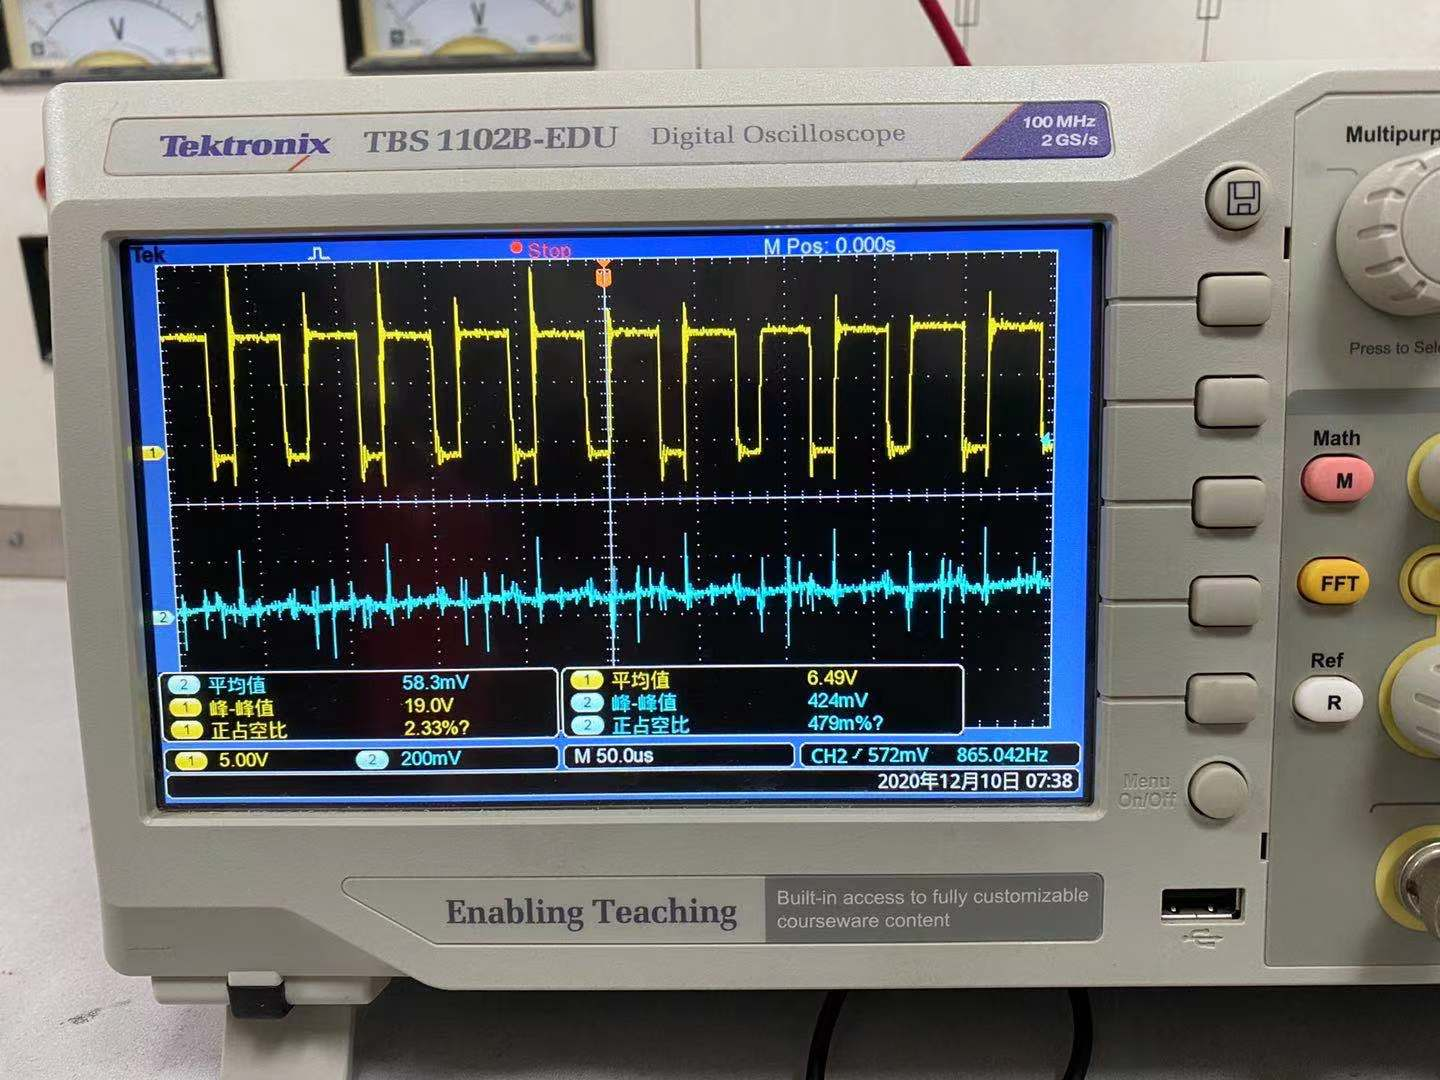 V
V
Tektronix TBS 1102B-EDU Digital Oscilloscope
100 MHz
2 GS/s
Multipurp
Press to Sele
Tek
Stop
M Pos: 0.000s
1
2
2 平均值 58.3mV
1 峰-峰值 19.0V
1 正占空比 2.33%?
1 平均值 6.49V
2 峰-峰值 424mV
2 正占空比 479m%?
1 5.00V 2 200mV M 50.0us CH2 572mV 865.042Hz
2020年12月10日 07:38
Math
M
FFT
Ref
R
Menu
On/Off
Enabling Teaching
Built-in access to fully customizable
courseware content